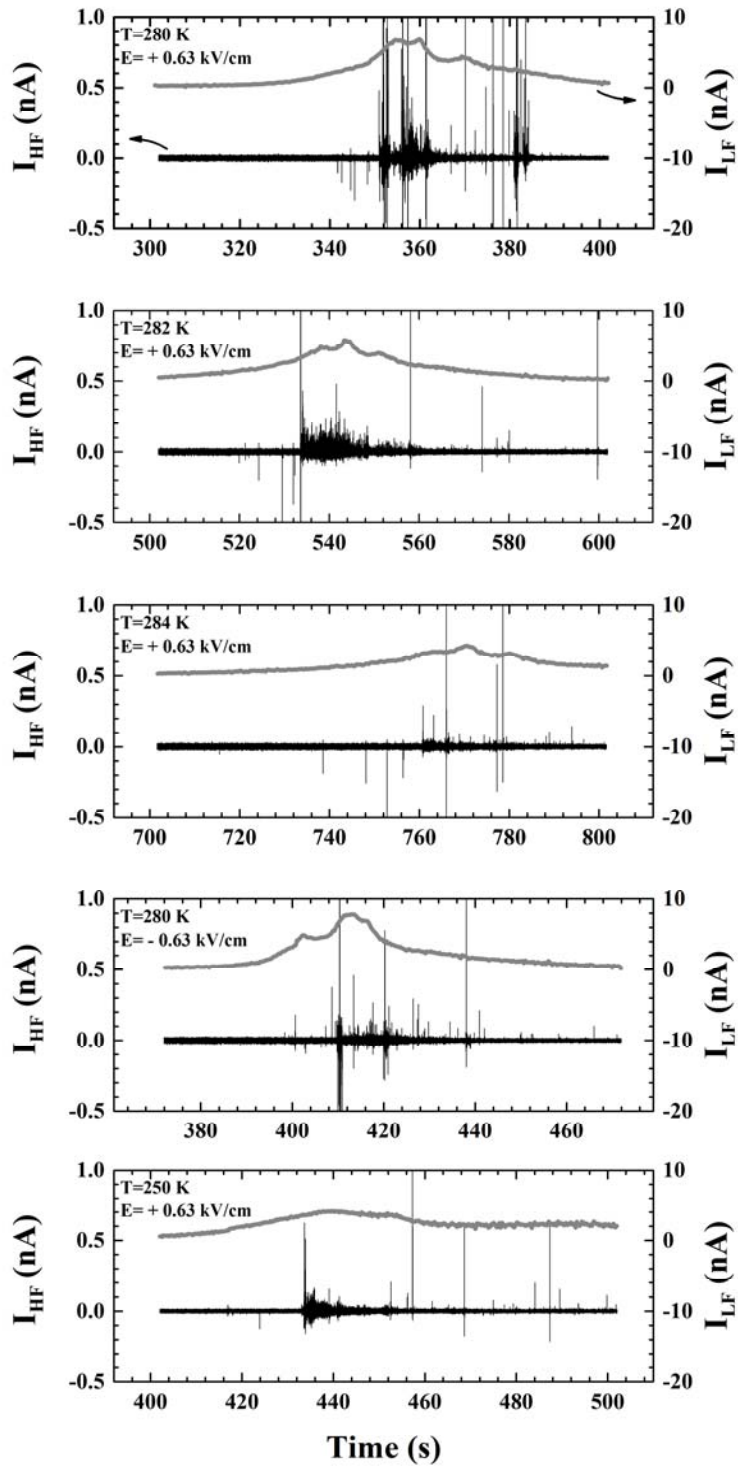 T=280 K
E= + 0.63 kV/cm
I_HF (nA)
1.0
0.5
0.0
-0.5
10
0
-10
-20
I_LF (nA)
300 320 340 360 380 400
T=282 K
E= + 0.63 kV/cm
I_HF (nA)
1.0
0.5
0.0
-0.5
10
0
-10
-20
I_LF (nA)
500 520 540 560 580 600
T=284 K
E= + 0.63 kV/cm
I_HF (nA)
1.0
0.5
0.0
-0.5
10
0
-10
-20
I_LF (nA)
700 720 740 760 780 800
T=280 K
E= - 0.63 kV/cm
I_HF (nA)
1.0
0.5
0.0
-0.5
10
0
-10
-20
I_LF (nA)
380 400 420 440 460
T=250 K
E= + 0.63 kV/cm
I_HF (nA)
1.0
0.5
0.0
0.5
10
0
-10
-20
I_LF (nA)
400 420 440 460 480 500
Time (s)